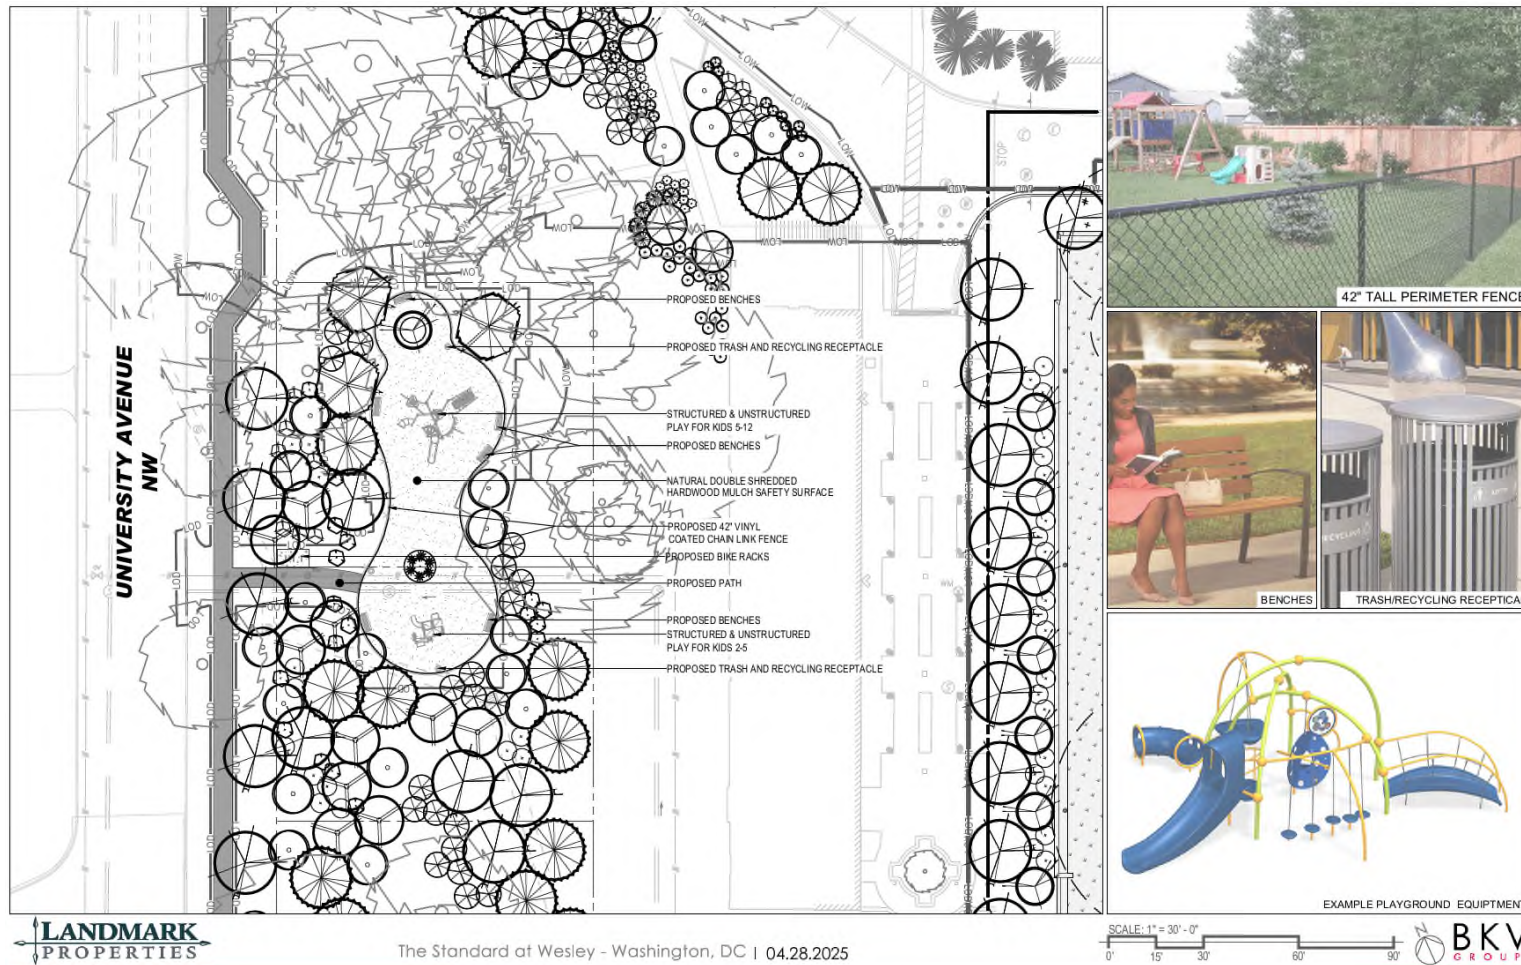 UNIVERSITY AVENUE
NW
STOP
PROPOSED BENCHES
PROPOSED TRASH AND RECYCLING RECEPTACLE
STRUCTURED & UNSTRUCTURED
PLAY FOR KIDS 5-12
PROPOSED BENCHES
NATURAL DOUBLE SHREDDED
HARDWOOD MULCH SAFETY SURFACE
PROPOSED 42" VINYL
COATED CHAIN LINK FENCE
PROPOSED BIKE RACKS
PROPOSED PATH
PROPOSED BENCHES
STRUCTURED & UNSTRUCTURED
PLAY FOR KIDS 2-5
PROPOSED TRASH AND RECYCLING RECEPTACLE
42" TALL PERIMETER FENCE
BENCHES
TRASH/RECYCLING RECEPTICA
EXAMPLE PLAYGROUND EQUIPTMENT
LANDMARK
PROPERTIES
The Standard at Wesley - Washington, DC | 04.28.2025
SCALE: 1" = 30' - 0"
0 15' 30' 60' 90'
N
BKV
GROUP